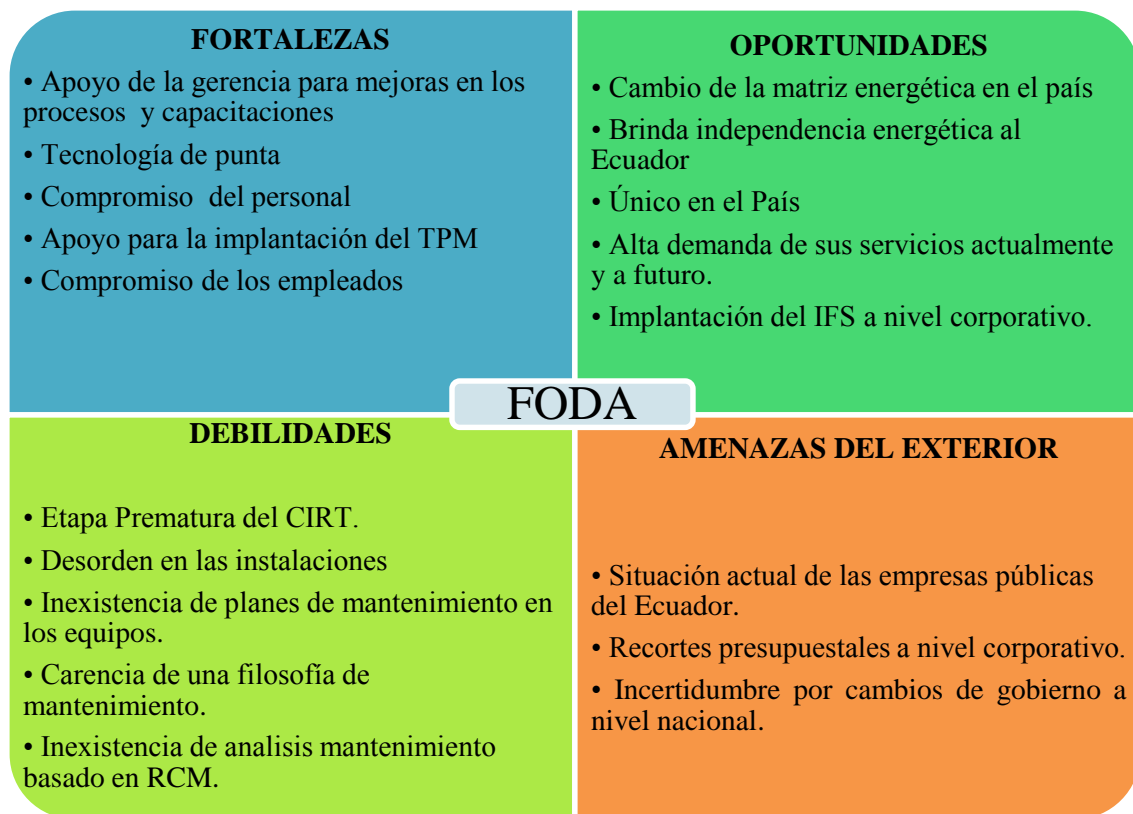 FORTALEZAS
• Apoyo de la gerencia para mejoras en los
procesos y capacitaciones
• Tecnología de punta
• Compromiso del personal
• Apoyo para la implantación del TPM
• Compromiso de los empleados
OPORTUNIDADES
• Cambio de la matriz energética en el país
• Brinda independencia energética al
Ecuador
• Único en el País
• Alta demanda de sus servicios actualmente
y a futuro.
• Implantación del IFS a nivel corporativo.
FODA
DEBILIDADES
• Etapa Prematura del CIRT.
• Desorden en las instalaciones
• Inexistencia de planes de mantenimiento en
los equipos.
• Carencia de una filosofía de
mantenimiento.
• Inexistencia de analisis mantenimiento
basado en RCM.
AMENAZAS DEL EXTERIOR
• Situación actual de las empresas públicas
del Ecuador.
• Recortes presupuestales a nivel corporativo.
• Incertidumbre por cambios de gobierno a
nivel nacional.